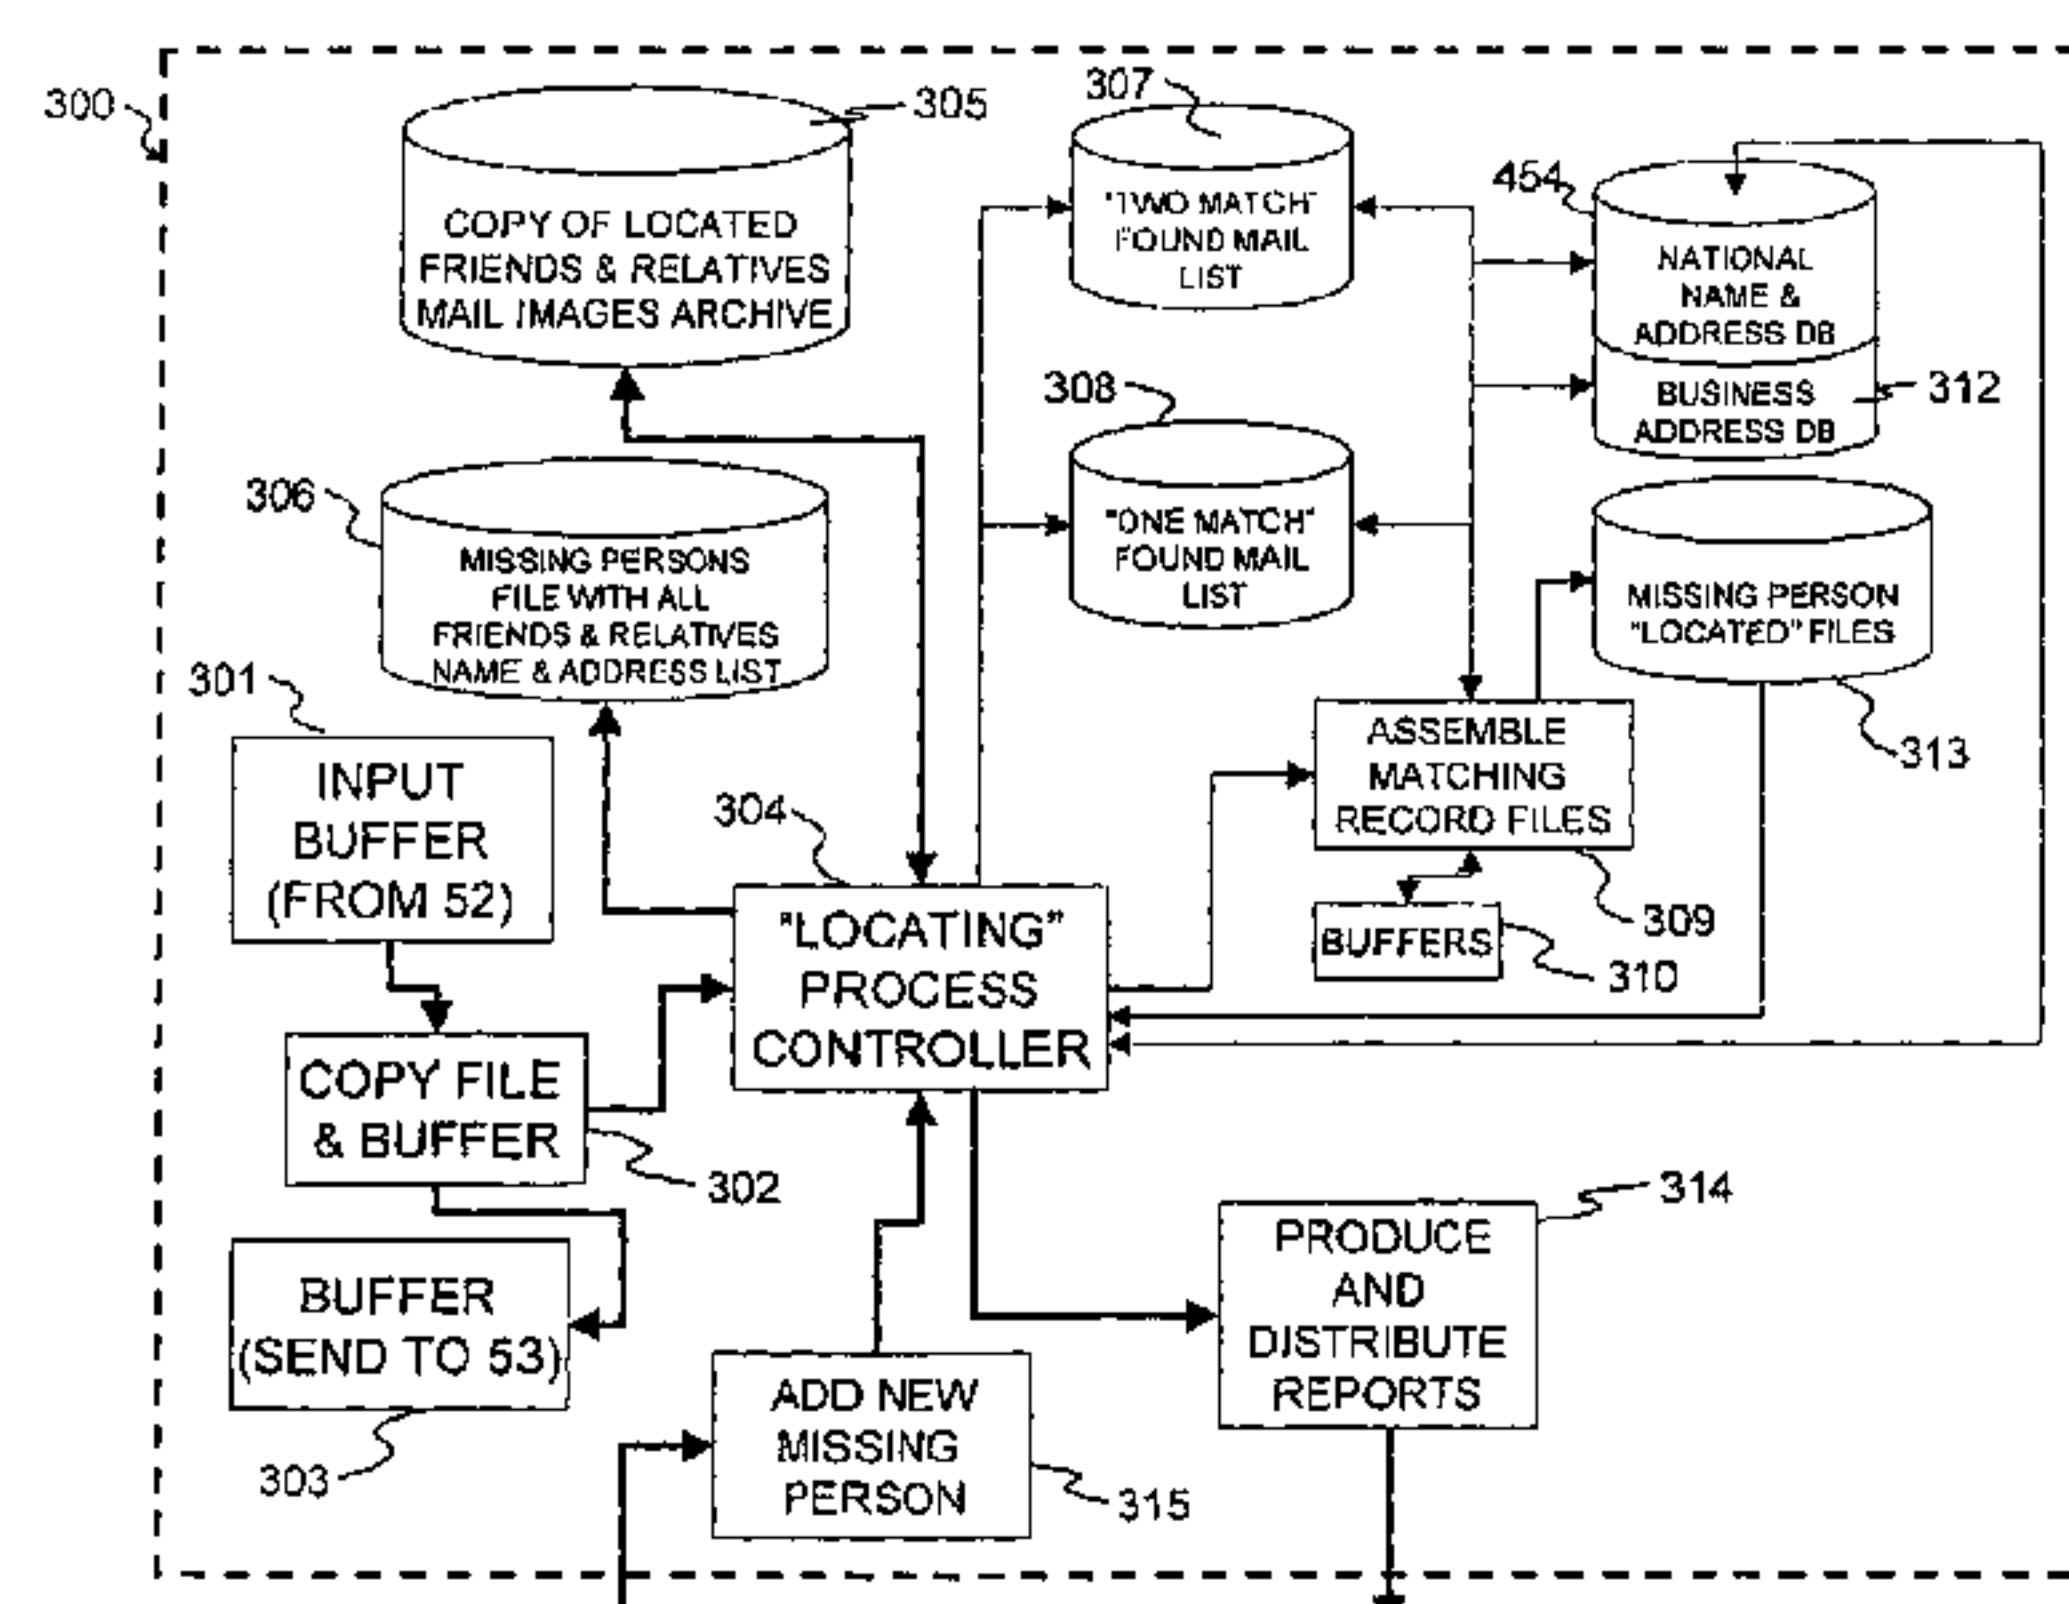 300
305
COPY OF LOCATED
FRIENDS & RELATIVES
MAIL IMAGES ARCHIVE
307
"TWO MATCH"
FOUND MAIL
LIST
454
NATIONAL
NAME &
ADDRESS DB
BUSINESS
ADDRESS DB
312
308
"ONE MATCH"
FOUND MAIL
LIST
306
MISSING PERSONS
FILE WITH ALL
FRIENDS & RELATIVES
NAME & ADDRESS LIST
MISSING PERSON
"LOCATED" FILES
313
301
INPUT
BUFFER
(FROM 52)
304
"LOCATING"
PROCESS
CONTROLLER
ASSEMBLE
MATCHING
RECORD FILES
309
BUFFERS
310
COPY FILE
& BUFFER
302
BUFFER
(SEND TO 53)
303
ADD NEW
MISSING
PERSON
315
PRODUCE
AND
DISTRIBUTE
REPORTS
314